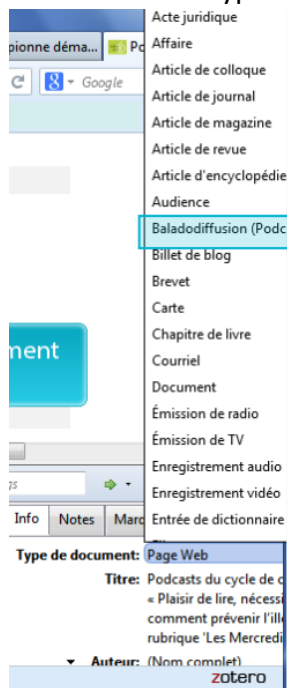 Acte juridique
pionne déma...
Affaire
Google
Article de colloque
Article de journal
Article de magazine
Article de revue
Article d'encyclopédie
Audience
Baladodiffusion (Podc
Billet de blog
Brevet
Carte
Chapitre de livre
ment
Courriel
Document
Émission de radio
Émission de TV
Enregistrement audio
Enregistrement vidéo
Info Notes Marc
Entrée de dictionnaire
Type de document: Page Web
Titre: Podcasts du cycle de c
« Plaisir de lire, nécessi
comment prévenir l'ille
rubrique 'Les Mercredi
Auteur: (Nom complet)
zotero